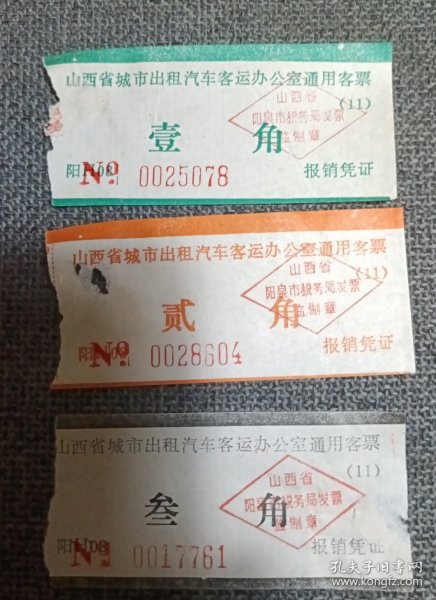 山西省城市出租汽车客运办公室通用客票
(11)
山西省
阳泉市税务局发票
监制章
壹 角
阳 № 0025078 报销凭证
山西省城市出租汽车客运办公室通用客票
(11)
山西省
阳泉市税务局发票
监制章
贰 角
阳 № 0028604 报销凭证
山西省城市出租汽车客运办公室通用客票
(11)
山西省
阳泉市税务局发票
监制章
叁 角
阳 № 0017761 报销凭证
孔夫子旧书网
www.kongfz.com